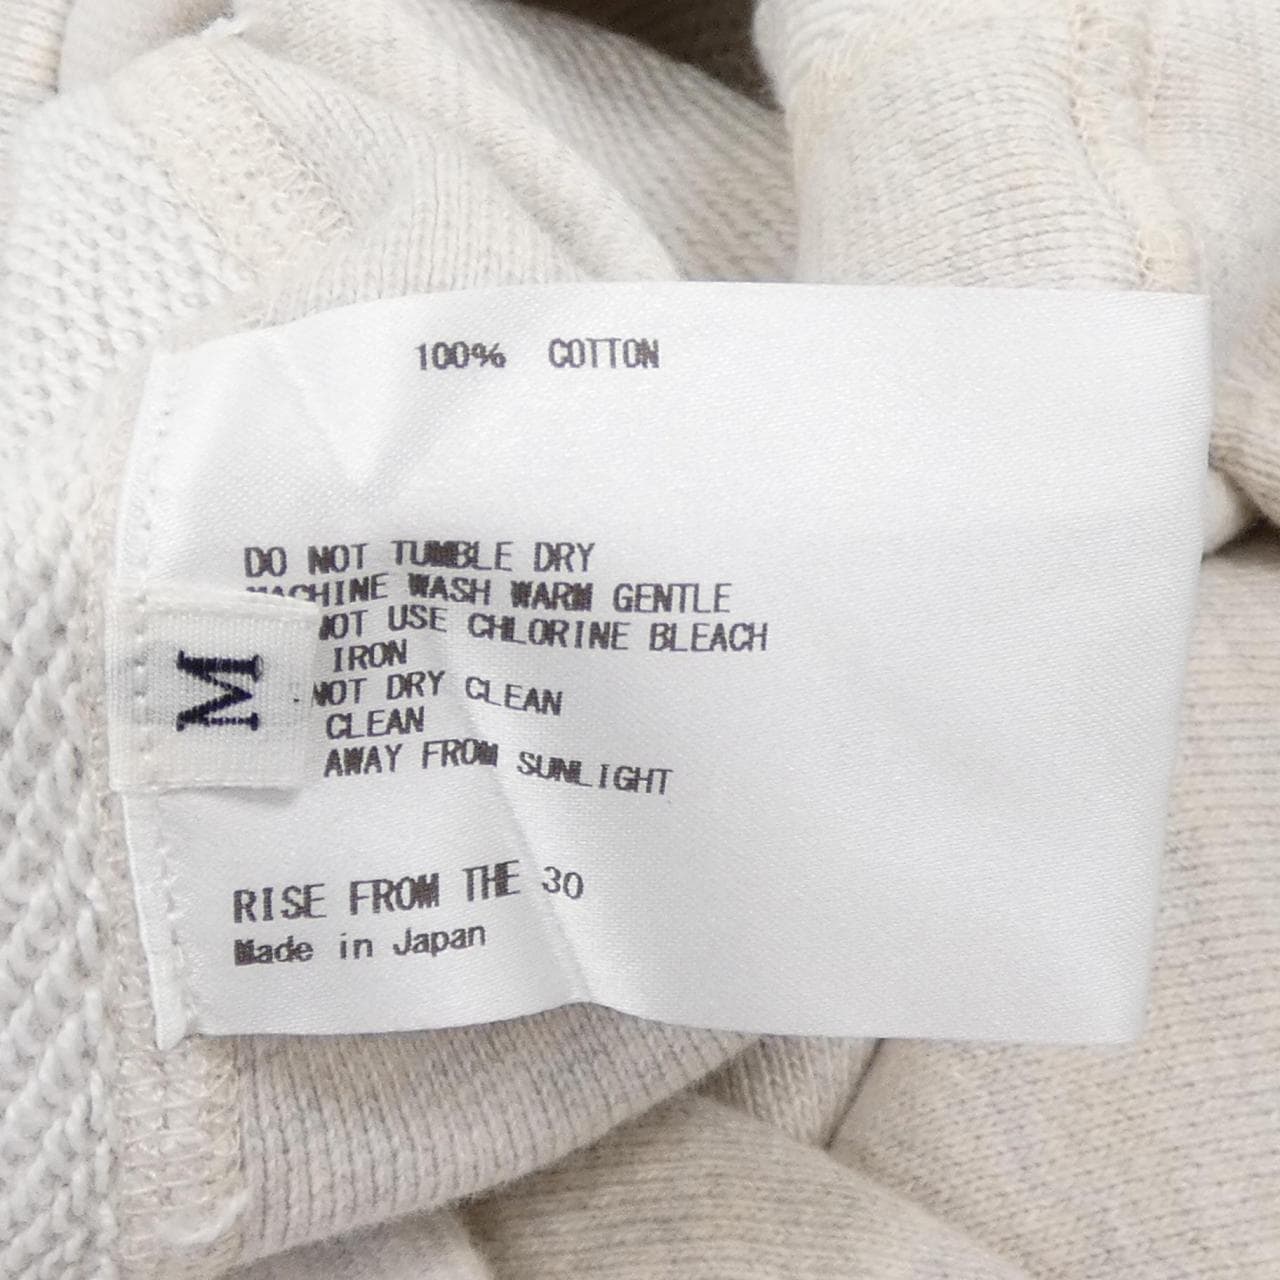 100% COTTON
DO NOT TUMBLE DRY
MACHINE WASH WARM GENTLE
NOT USE CHLORINE BLEACH
IRON
NOT DRY CLEAN
CLEAN
AWAY FROM SUNLIGHT
M
RISE FROM THE 30
Made in Japan